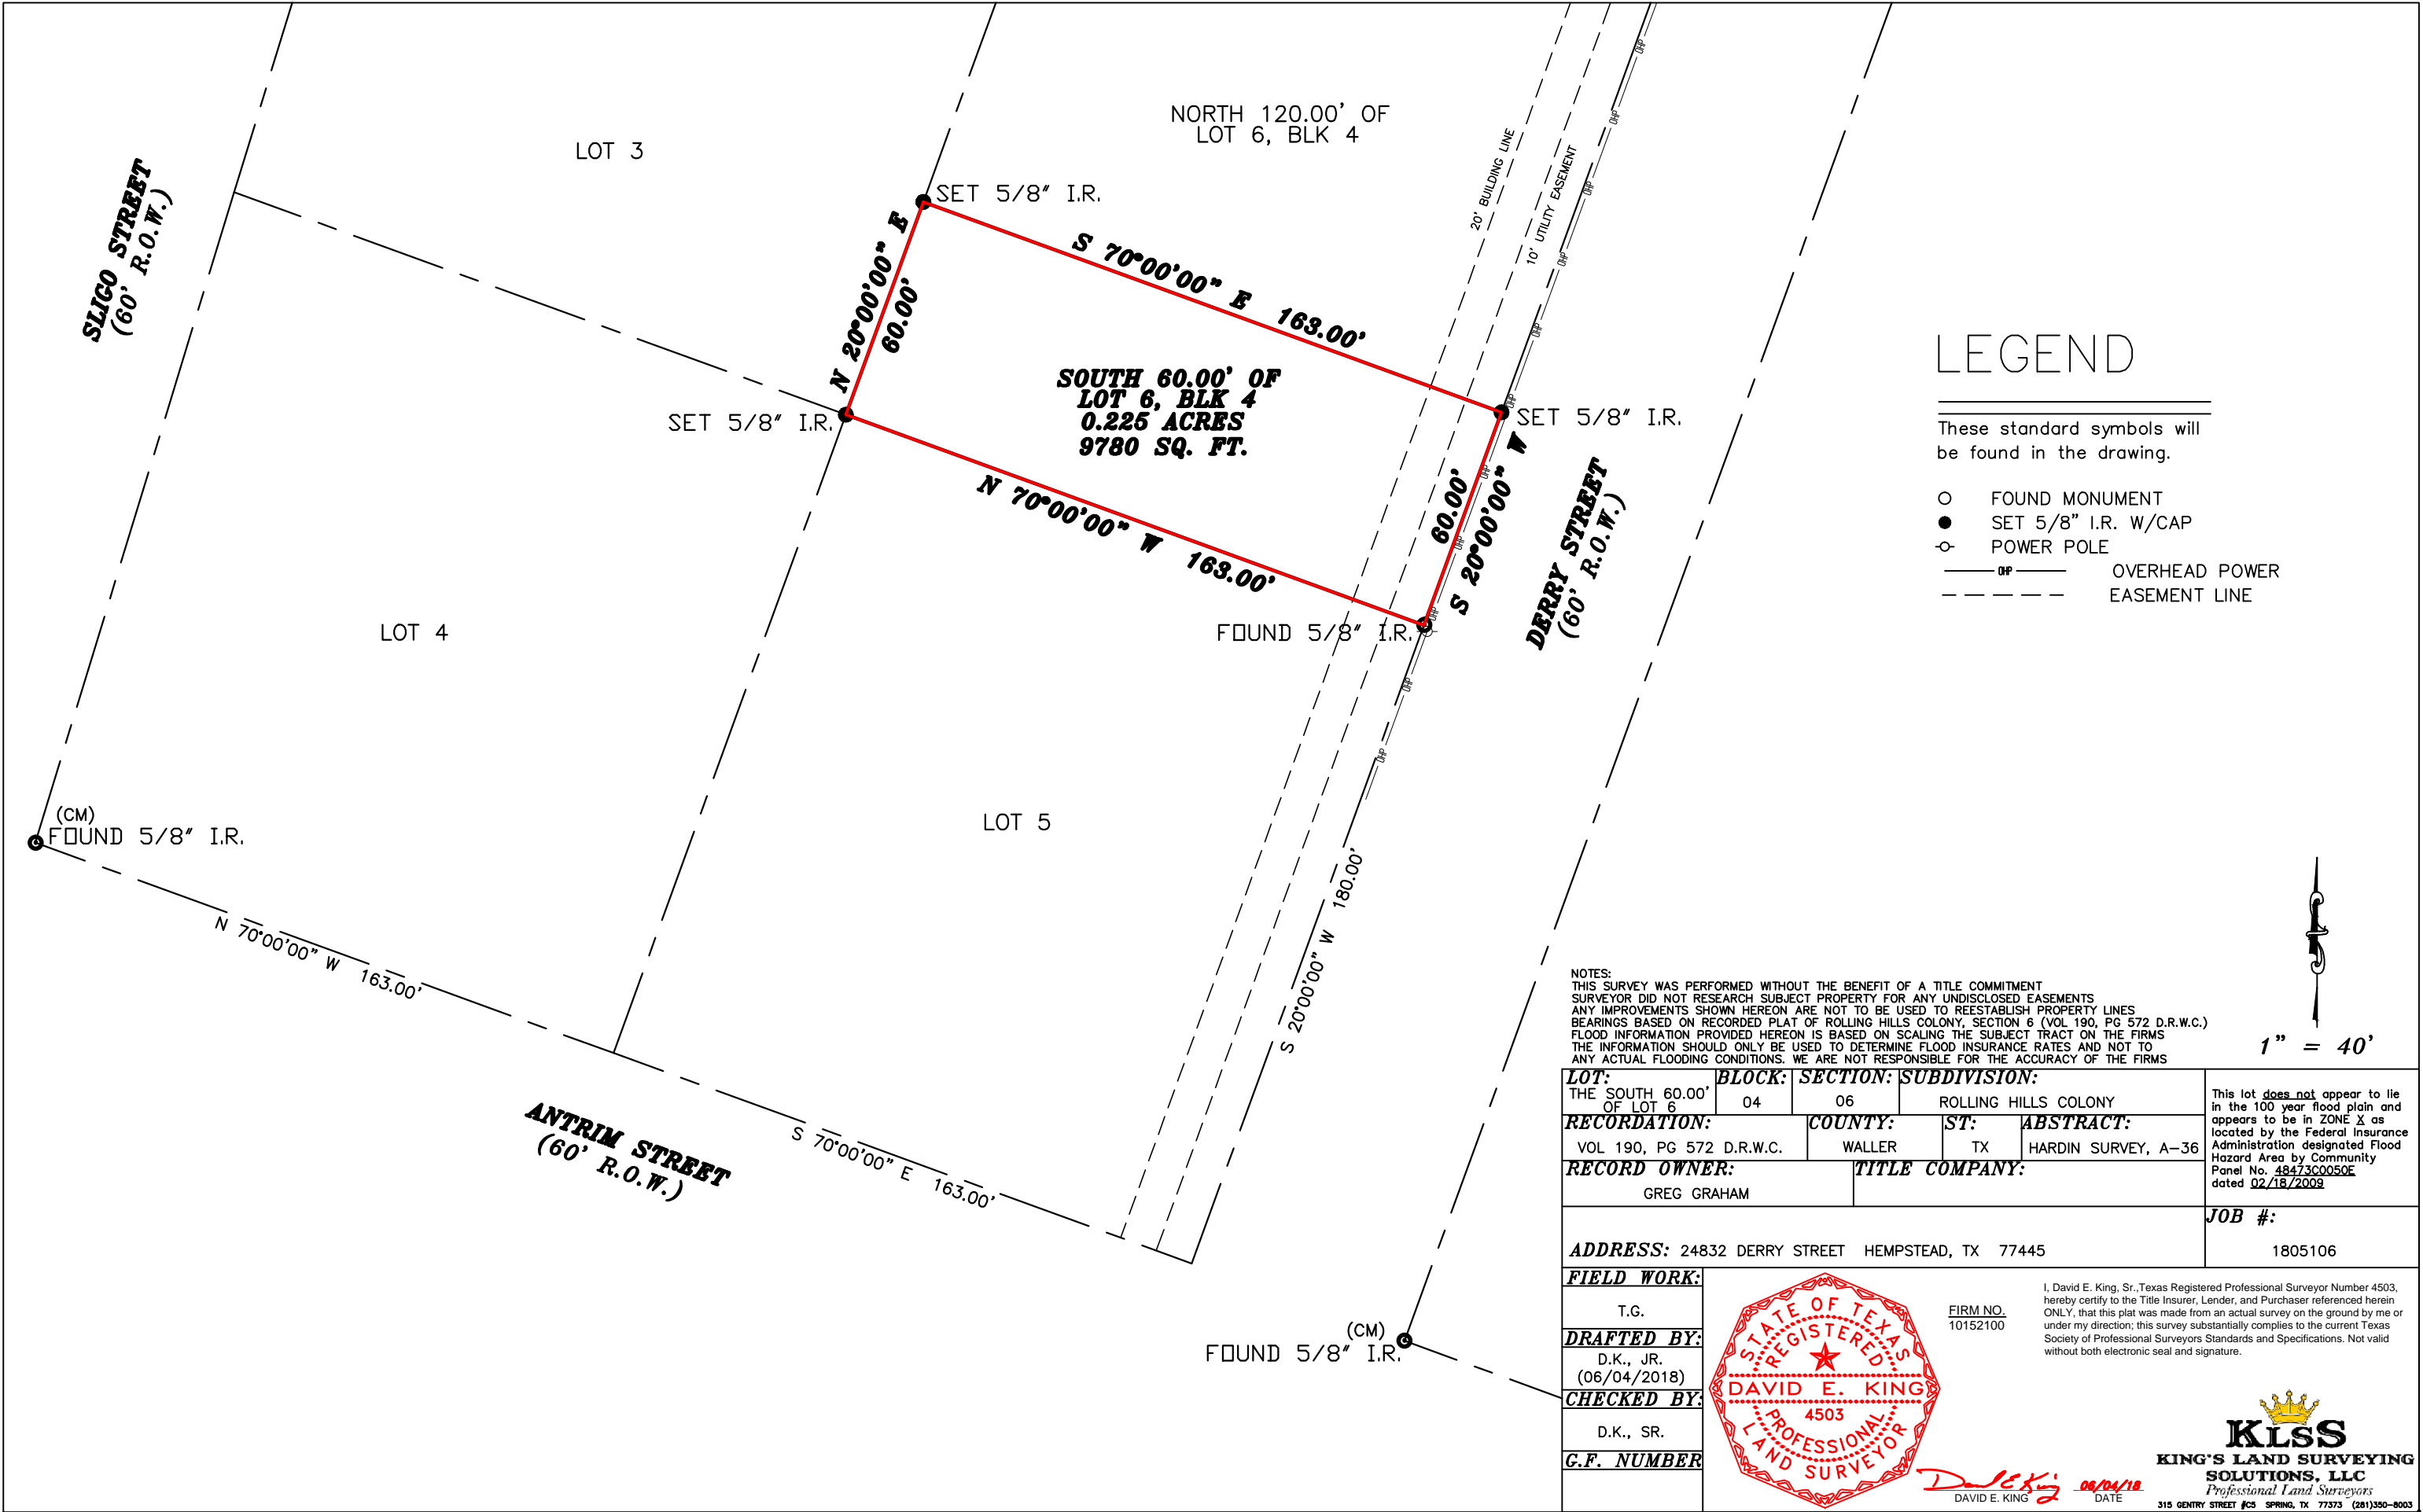 SLIGO STREET
(60' R.O.W.)
LOT 3
NORTH 120.00' OF
LOT 6, BLK 4
20' BUILDING LINE
10' UTILITY EASEMENT
OHP
OHP
OHP
OHP
OHP
OHP
OHP
OHP
OHP
OHP
OHP
OHP
SET 5/8" I.R.
N 20°00'00" E
60.00'
S 70°00'00" E 163.00'
SOUTH 60.00' OF
LOT 6, BLK 4
0.225 ACRES
9780 SQ. FT.
SET 5/8" I.R.
SET 5/8" I.R.
N 70°00'00" W 163.00'
60.00'
S 20°00'00" W
DERRY STREET
(60' R.O.W.)
FOUND 5/8" I.R.
LOT 4
LOT 5
(CM)
FOUND 5/8" I.R.
N 70°00'00" W 163.00'
S 20°00'00" W 180.00'
ANTRIM STREET
(60' R.O.W.)
S 70°00'00" E 163.00'
(CM)
FOUND 5/8" I.R.
LEGEND
These standard symbols will
be found in the drawing.
FOUND MONUMENT
SET 5/8" I.R. W/CAP
POWER POLE
OHP OVERHEAD POWER
EASEMENT LINE
1" = 40'
NOTES:
THIS SURVEY WAS PERFORMED WITHOUT THE BENEFIT OF A TITLE COMMITMENT
SURVEYOR DID NOT RESEARCH SUBJECT PROPERTY FOR ANY UNDISCLOSED EASEMENTS
ANY IMPROVEMENTS SHOWN HEREON ARE NOT TO BE USED TO REESTABLISH PROPERTY LINES
BEARINGS BASED ON RECORDED PLAT OF ROLLING HILLS COLONY, SECTION 6 (VOL 190, PG 572 D.R.W.C.)
FLOOD INFORMATION PROVIDED HEREON IS BASED ON SCALING THE SUBJECT TRACT ON THE FIRMS
THE INFORMATION SHOULD ONLY BE USED TO DETERMINE FLOOD INSURANCE RATES AND NOT TO
ANY ACTUAL FLOODING CONDITIONS. WE ARE NOT RESPONSIBLE FOR THE ACCURACY OF THE FIRMS
LOT: BLOCK: SECTION: SUBDIVISION:
THE SOUTH 60.00'
OF LOT 6
04 06 ROLLING HILLS COLONY
RECORDATION: COUNTY: ST: ABSTRACT:
VOL 190, PG 572 D.R.W.C. WALLER TX HARDIN SURVEY, A-36
RECORD OWNER: TITLE COMPANY:
GREG GRAHAM
This lot does not appear to lie
in the 100 year flood plain and
appears to be in ZONE X as
located by the Federal Insurance
Administration designated Flood
Hazard Area by Community
Panel No. 48473C0050E
dated 02/18/2009
ADDRESS: 24832 DERRY STREET HEMPSTEAD, TX 77445
JOB #:
1805106
FIELD WORK:
T.G.
DRAFTED BY:
D.K., JR.
(06/04/2018)
CHECKED BY:
D.K., SR.
G.F. NUMBER
STATE OF TEXAS
REGISTERED
DAVID E. KING
4503
PROFESSIONAL
LAND SURVEYOR
FIRM NO.
10152100
I, David E. King, Sr.,Texas Registered Professional Surveyor Number 4503,
hereby certify to the Title Insurer, Lender, and Purchaser referenced herein
ONLY, that this plat was made from an actual survey on the ground by me or
under my direction; this survey substantially complies to the current Texas
Society of Professional Surveyors Standards and Specifications. Not valid
without both electronic seal and signature.
David E King 06/04/18
DAVID E. KING DATE
KLSS
KING'S LAND SURVEYING
SOLUTIONS, LLC
Professional Land Surveyors
315 GENTRY STREET #C5 SPRING, TX 77373 (281)350-8003